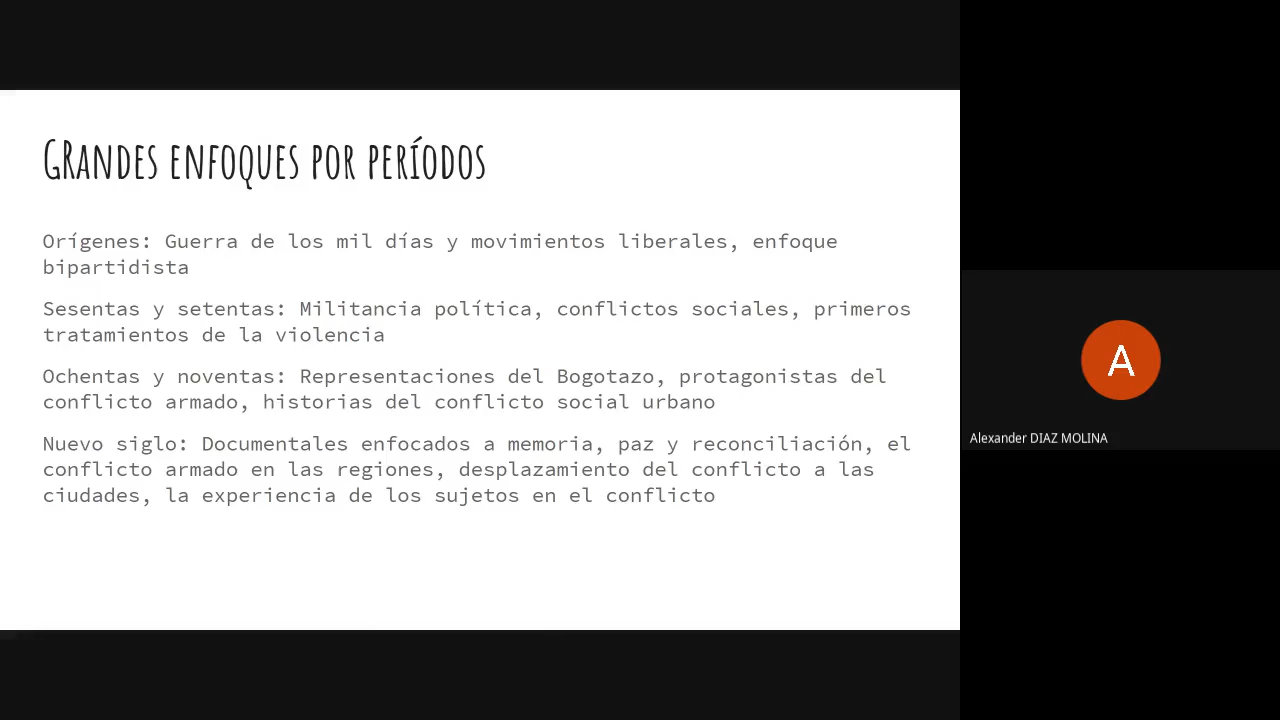 GRandes enfoques por períodos
Orígenes: Guerra de los mil días y movimientos liberales, enfoque
bipartidista
Sesentas y setentas: Militancia política, conflictos sociales, primeros
tratamientos de la violencia
Ochentas y noventas: Representaciones del Bogotazo, protagonistas del
conflicto armado, historias del conflicto social urbano
Nuevo siglo: Documentales enfocados a memoria, paz y reconciliación, el
conflicto armado en las regiones, desplazamiento del conflicto a las
ciudades, la experiencia de los sujetos en el conflicto
A
Alexander DIAZ MOLINA